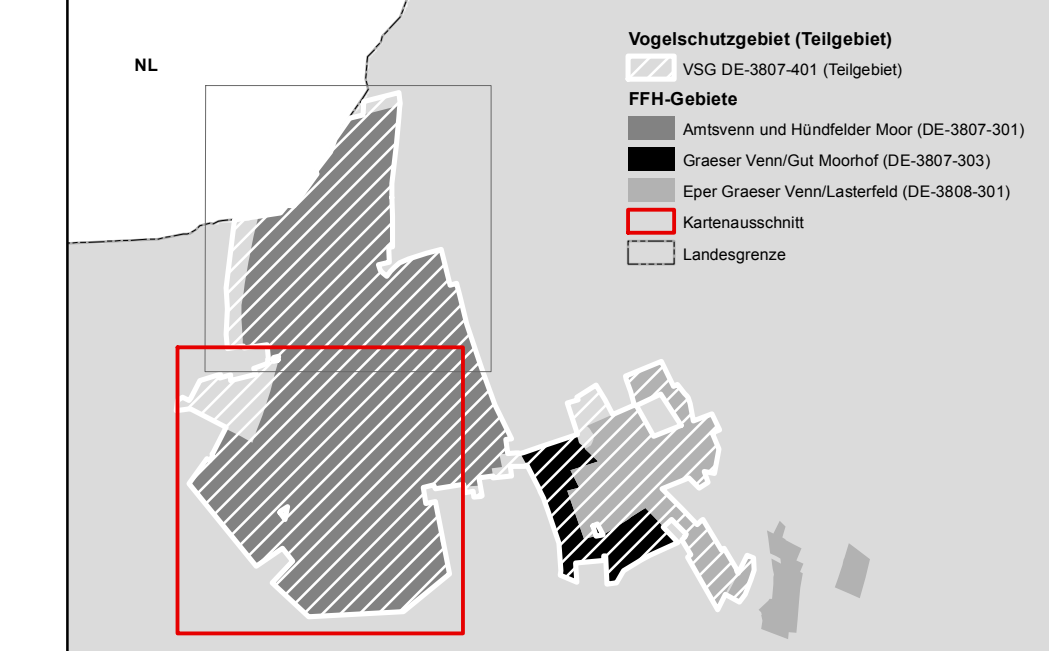 NL
Vogelschutzgebiet (Teilgebiet)
VSG DE-3807-401 (Teilgebiet)
FFH-Gebiete
Amtsvenn und Hündfelder Moor (DE-3807-301)
Graeser Venn/Gut Moorhof (DE-3807-303)
Eper Graeser Venn/Lasterfeld (DE-3808-301)
Kartenausschnitt
Landesgrenze